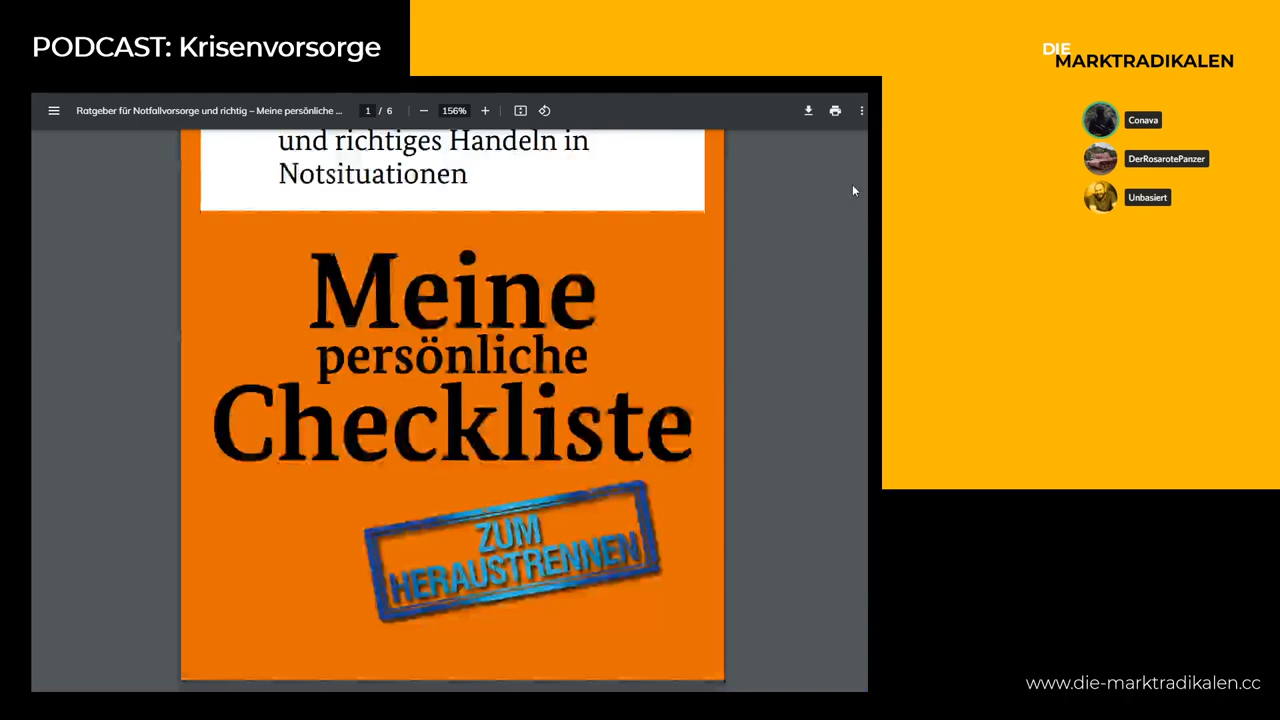 PODCAST: Krisenvorsorge
DIE
MARKTRADIKALEN
Ratgeber für Notfallvorsorge und richtig – Meine persönliche ...
1 / 6
156%
Conava
DerRosarotePanzer
Unbasiert
und richtiges Handeln in
Notsituationen
Meine
persönliche
Checkliste
ZUM
HERAUSTRENNEN
www.die-marktradikalen.cc